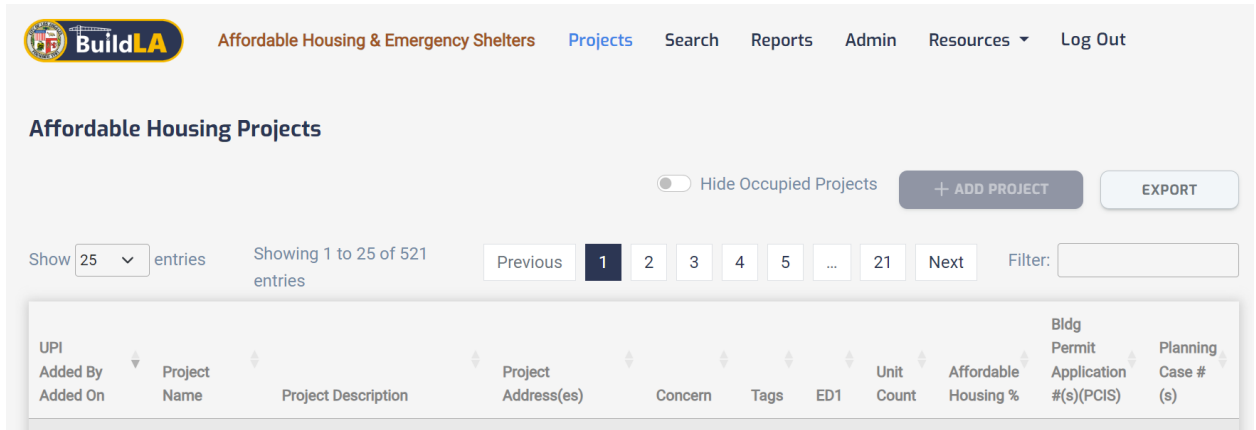 BuildLA Affordable Housing & Emergency Shelters Projects Search Reports Admin Resources Log Out
Affordable Housing Projects
Hide Occupied Projects + ADD PROJECT EXPORT
Show 25 entries
Showing 1 to 25 of 521
entries
Previous 1 2 3 4 5 ... 21 Next
Filter:
UPI
Added By
Added On
Project
Name
Project Description
Project
Address(es)
Concern
Tags
ED1
Unit
Count
Affordable
Housing %
Bldg
Permit
Application
#(s)(PCIS)
Planning
Case #
(s)